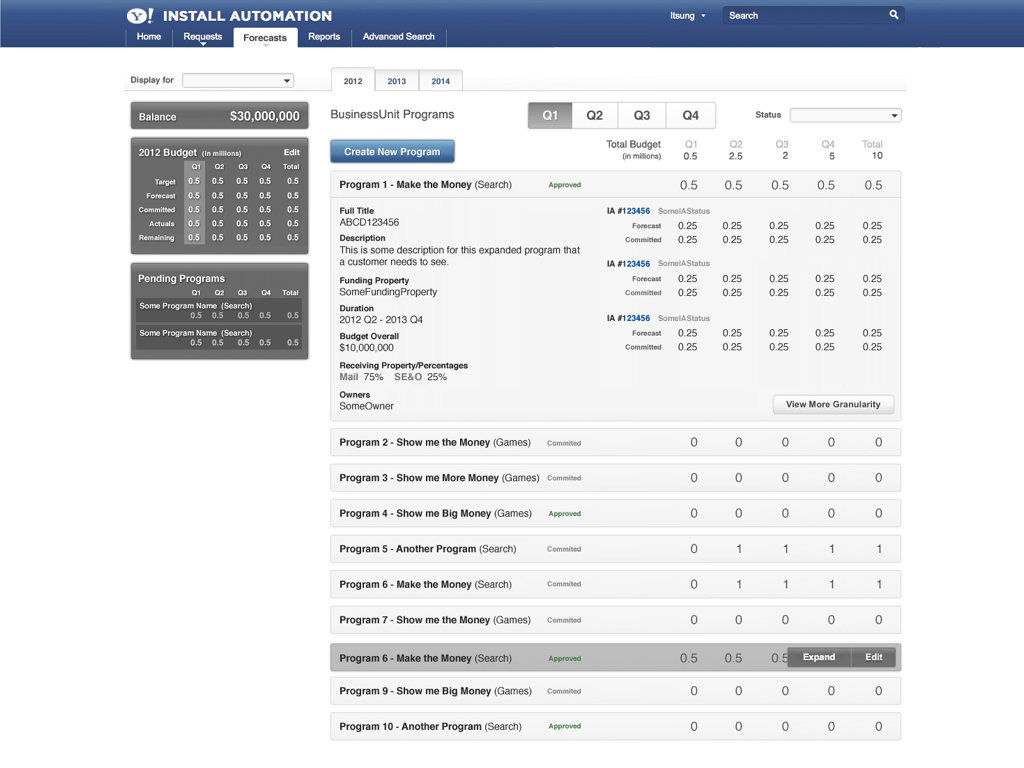 Y! INSTALL AUTOMATION
Itsung
Search
Home Requests Forecasts Reports Advanced Search
Display for
2012 2013 2014
Balance $30,000,000
2012 Budget (in millions) Edit
Q1 Q2 Q3 Q4 Total
Target 0.5 0.5 0.5 0.5 0.5
Forecast 0.5 0.5 0.5 0.5 0.5
Committed 0.5 0.5 0.5 0.5 0.5
Actuals 0.5 0.5 0.5 0.5 0.5
Remaining 0.5 0.5 0.5 0.5 0.5
Pending Programs
Q1 Q2 Q3 Q4 Total
Some Program Name (Search)
0.5 0.5 0.5 0.5 0.5
Some Program Name (Search)
0.5 0.5 0.5 0.5 0.5
BusinessUnit Programs
Q1 Q2 Q3 Q4
Status
Create New Program
Total Budget Q1 Q2 Q3 Q4 Total
(in millions) 0.5 2.5 2 5 10
Program 1 - Make the Money (Search) Approved 0.5 0.5 0.5 0.5 0.5
Full Title
ABCD123456
Description
This is some description for this expanded program that
a customer needs to see.
Funding Property
SomeFundingProperty
Duration
2012 Q2 - 2013 Q4
Budget Overall
$10,000,000
Receiving Property/Percentages
Mail 75% SE&O 25%
Owners
SomeOwner
IA #123456 SomeIAStatus
Forecast 0.25 0.25 0.25 0.25 0.25
Committed 0.25 0.25 0.25 0.25 0.25
IA #123456 SomeIAStatus
Forecast 0.25 0.25 0.25 0.25 0.25
Committed 0.25 0.25 0.25 0.25 0.25
IA #123456 SomeIAStatus
Forecast 0.25 0.25 0.25 0.25 0.25
Committed 0.25 0.25 0.25 0.25 0.25
View More Granularity
Program 2 - Show me the Money (Games) Commited 0 0 0 0 0
Program 3 - Show me More Money (Games) Commited 0 0 0 0 0
Program 4 - Show me Big Money (Games) Approved 0 0 0 0 0
Program 5 - Another Program (Search) Commited 0 1 1 1 1
Program 6 - Make the Money (Search) Commited 0 1 1 1 1
Program 7 - Show me the Money (Games) Commited 0 0 0 0 0
Program 6 - Make the Money (Search) Approved 0.5 0.5 0.5 Expand Edit
Program 9 - Show me Big Money (Games) Commited 0 0 0 0 0
Program 10 - Another Program (Search) Approved 0 0 0 0 0